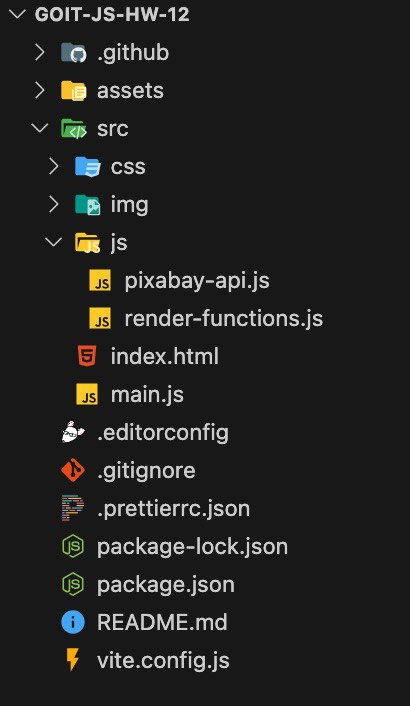 GOIT-JS-HW-12
.github
assets
src
css
img
js
JS pixabay-api.js
JS render-functions.js
index.html
JS main.js
.editorconfig
.gitignore
.prettierrc.json
package-lock.json
package.json
README.md
vite.config.js